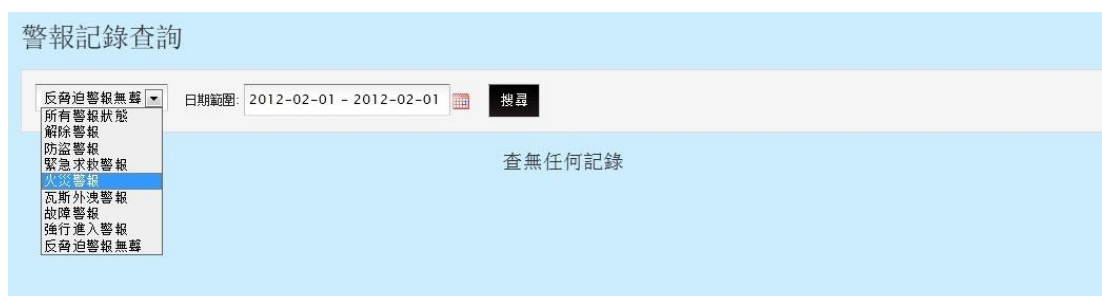 警報記錄查詢
反脅迫警報無聲 日期範圍: 2012-02-01 - 2012-02-01 搜尋
所有警報狀態
解除警報
防盜警報
緊急求救警報
火災警報
瓦斯外洩警報
故障警報
強行進入警報
反脅迫警報無聲
查無任何記錄